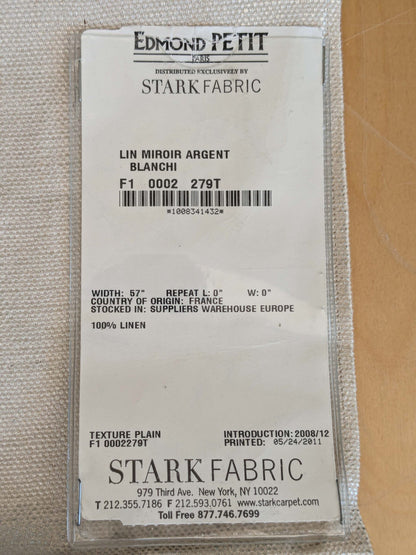 EDMOND PETIT
PARIS
DISTRIBUTED EXCLUSIVELY BY
STARK FABRIC
LIN MIROIR ARGENT
BLANCHI
F1 0002 279T
*1008341432*
WIDTH: 57" REPEAT L: 0" W: 0"
COUNTRY OF ORIGIN: FRANCE
STOCKED IN: SUPPLIERS WAREHOUSE EUROPE
100% LINEN
TEXTURE PLAIN INTRODUCTION: 2008/12
F1 0002279T PRINTED: 05/24/2011
STARK FABRIC
979 Third Ave. New York, NY 10022
T 212.355.7186 F 212.593.0761 www.starkcarpet.com
Toll Free 877.746.7699